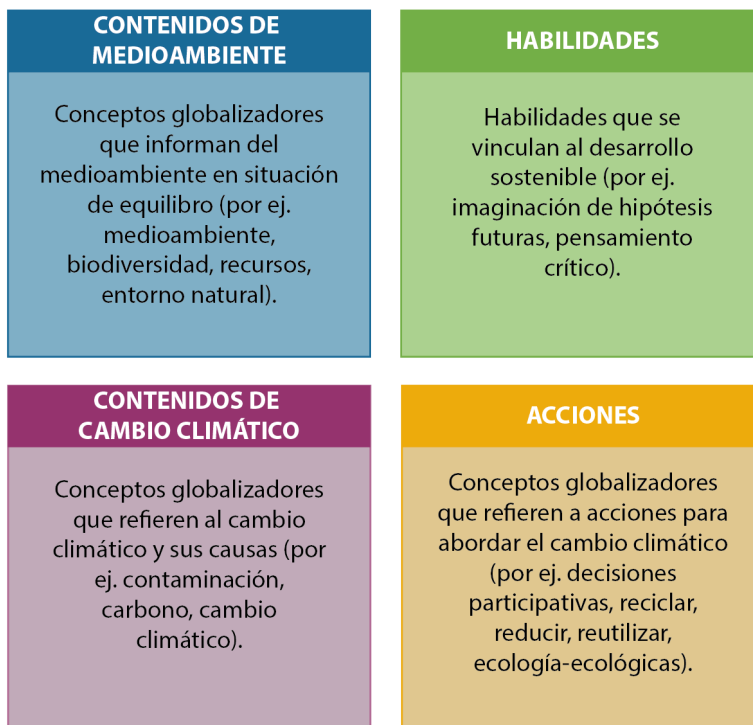 CONTENIDOS DE
MEDIOAMBIENTE
Conceptos globalizadores
que informan del
medioambiente en situación
de equilibro (por ej.
medioambiente,
biodiversidad, recursos,
entorno natural).
HABILIDADES
Habilidades que se
vinculan al desarrollo
sostenible (por ej.
imaginación de hipótesis
futuras, pensamiento
crítico).
CONTENIDOS DE
CAMBIO CLIMÁTICO
Conceptos globalizadores
que refieren al cambio
climático y sus causas (por
ej. contaminación,
carbono, cambio
climático).
ACCIONES
Conceptos globalizadores
que refieren a acciones para
abordar el cambio climático
(por ej. decisiones
participativas, reciclar,
reducir, reutilizar,
ecología-ecológicas).